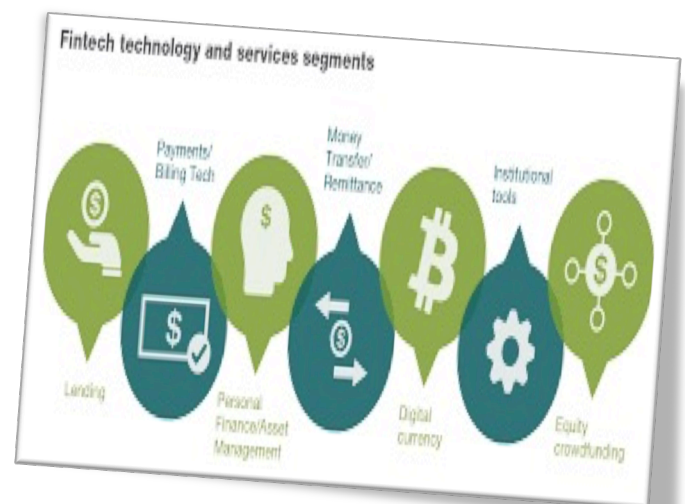 Fintech technology and services segments
Payments/
Billing Tech
Money
Transfer/
Remittance
Institutional
tools
Lending
Personal
Finance/Asset
Management
Digital
currency
Equity
crowdfunding